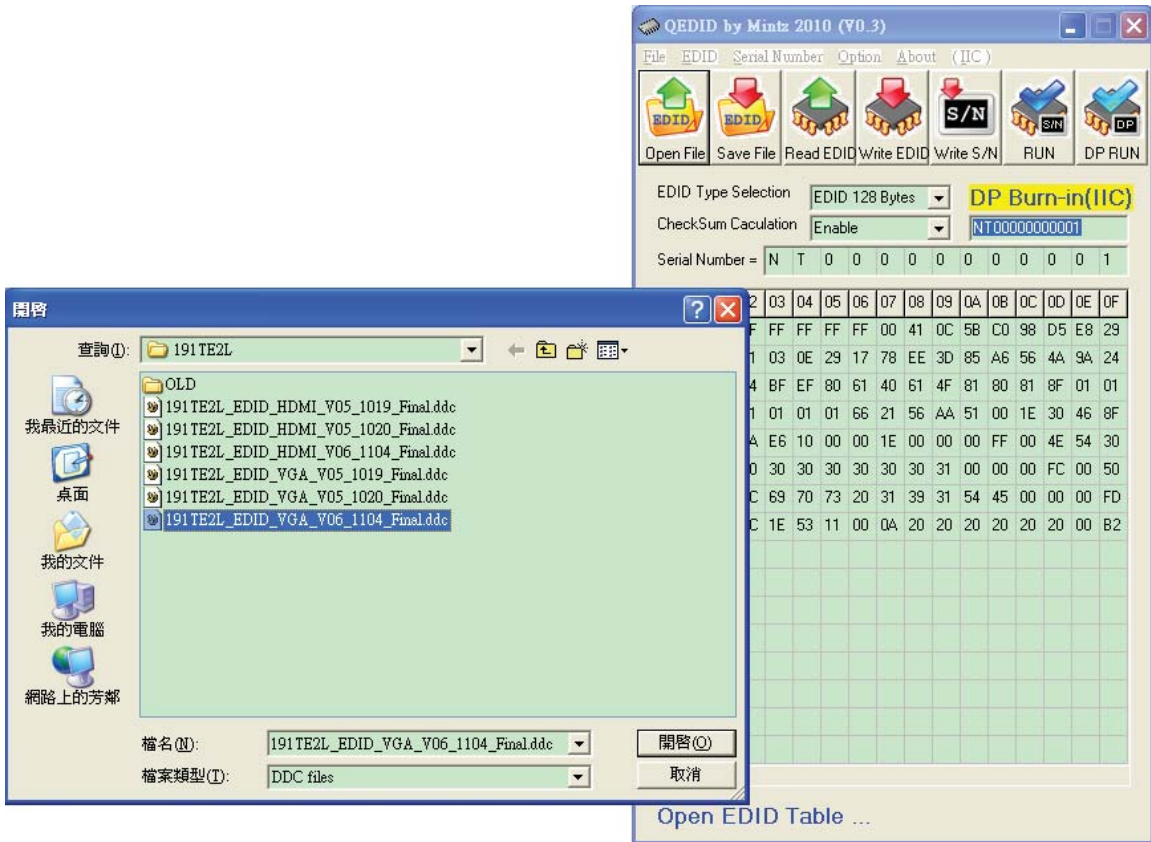 QEDID by Mintz 2010 (V0.3)
File EDID Serial Number Option About (IIC)
Open File Save File Read EDID Write EDID Write S/N RUN DP RUN
EDID EDID S/N S/N DP
EDID Type Selection EDID 128 Bytes DP Burn-in(IIC)
CheckSum Caculation Enable NT00000000001
Serial Number = N T 0 0 0 0 0 0 0 0 0 0 1
2 03 04 05 06 07 08 09 0A 0B 0C 0D 0E 0F
F FF FF FF FF 00 41 0C 5B C0 98 D5 E8 29
1 03 0E 29 17 78 EE 3D 85 A6 56 4A 9A 24
4 BF EF 80 61 40 61 4F 81 80 81 8F 01 01
1 01 01 01 66 21 56 AA 51 00 1E 30 46 8F
A E6 10 00 00 1E 00 00 00 FF 00 4E 54 30
0 30 30 30 30 30 31 00 00 00 FC 00 50
C 69 70 73 20 31 39 31 54 45 00 00 00 FD
C 1E 53 11 00 0A 20 20 20 20 20 20 00 B2
Open EDID Table ...
開啓
查詢(I): 191TE2L
我最近的文件
桌面
我的文件
我的電腦
網路上的芳鄰
OLD
191TE2L_EDID_HDMI_V05_1019_Final.ddc
191TE2L_EDID_HDMI_V05_1020_Final.ddc
191TE2L_EDID_HDMI_V06_1104_Final.ddc
191TE2L_EDID_VGA_V05_1019_Final.ddc
191TE2L_EDID_VGA_V05_1020_Final.ddc
191TE2L_EDID_VGA_V06_1104_Final.ddc
檔名(N): 191TE2L_EDID_VGA_V06_1104_Final.ddc 開啓(O)
檔案類型(T): DDC files 取消